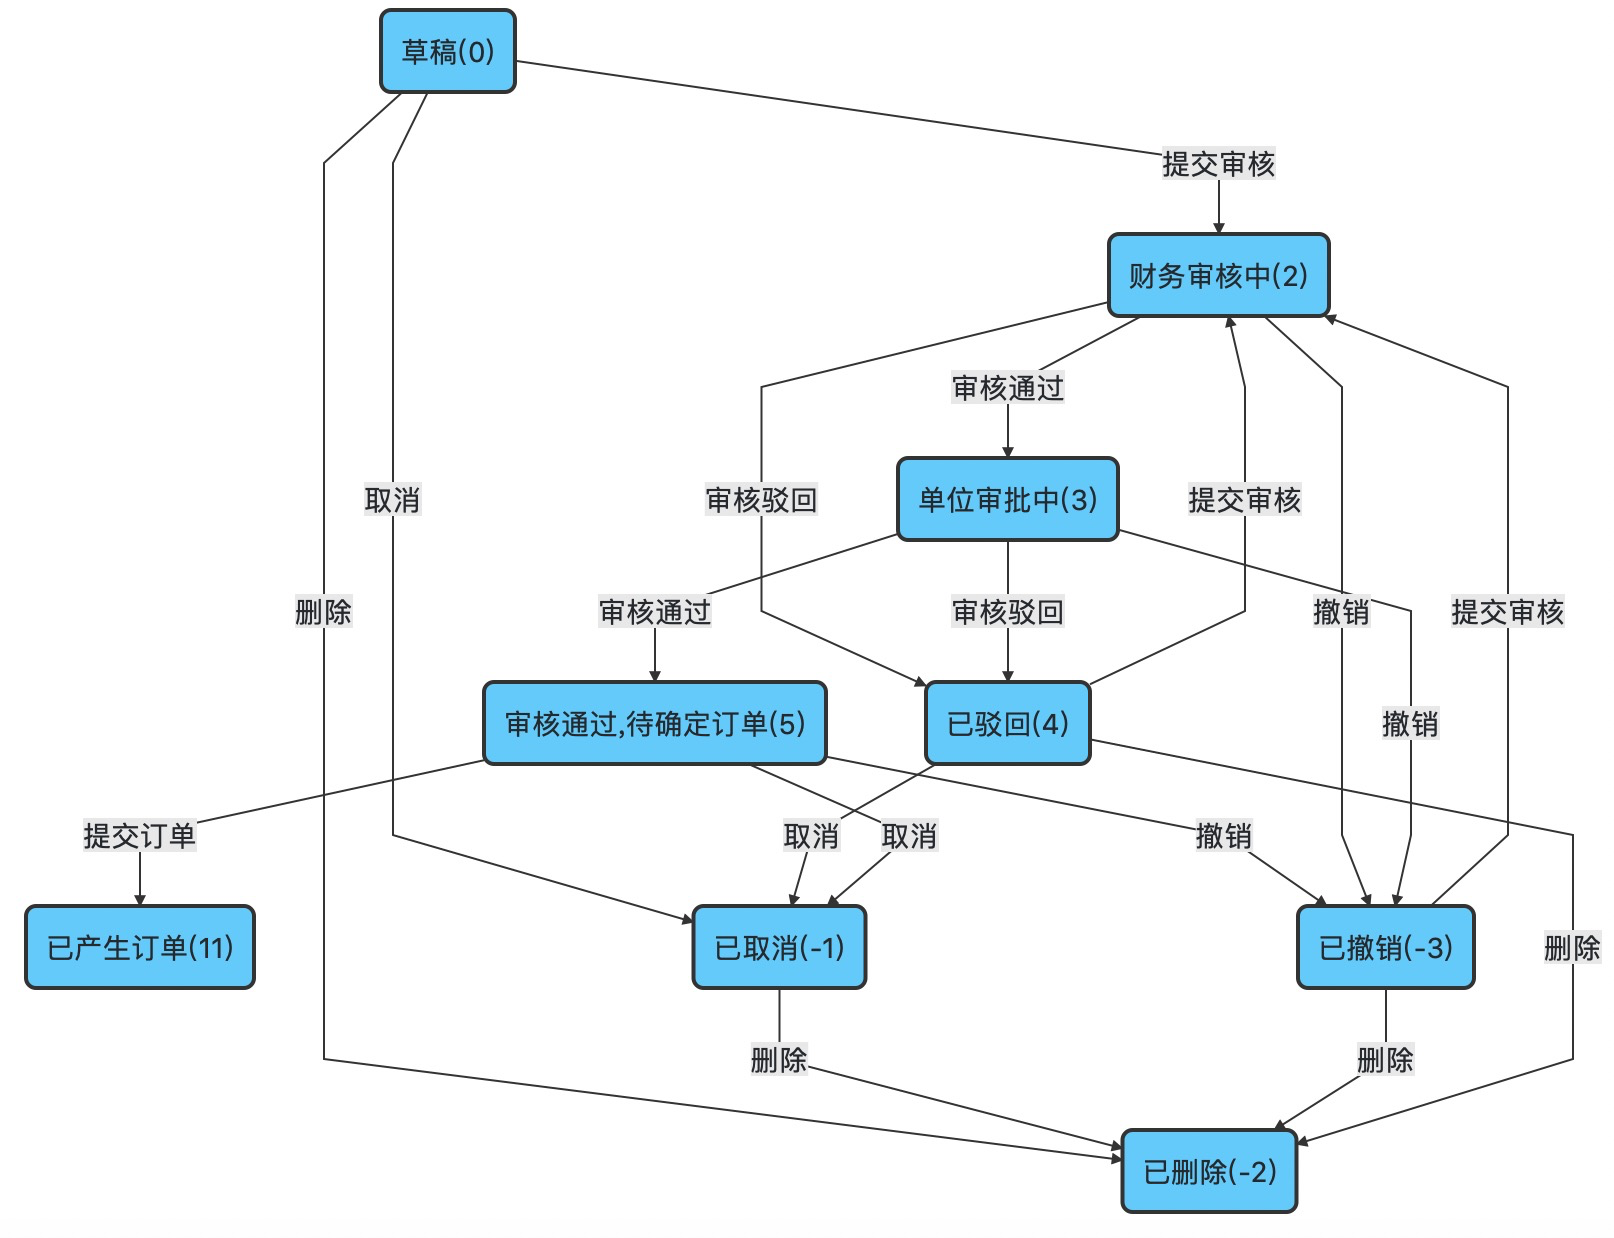 草稿(0)
提交审核
财务审核中(2)
审核通过
取消
审核驳回
单位审批中(3)
提交审核
删除
审核通过
审核驳回
撤销
提交审核
审核通过,待确定订单(5)
已驳回(4)
撤销
提交订单
取消
取消
撤销
已产生订单(11)
已取消(-1)
已撤销(-3)
删除
删除
删除
已删除(-2)